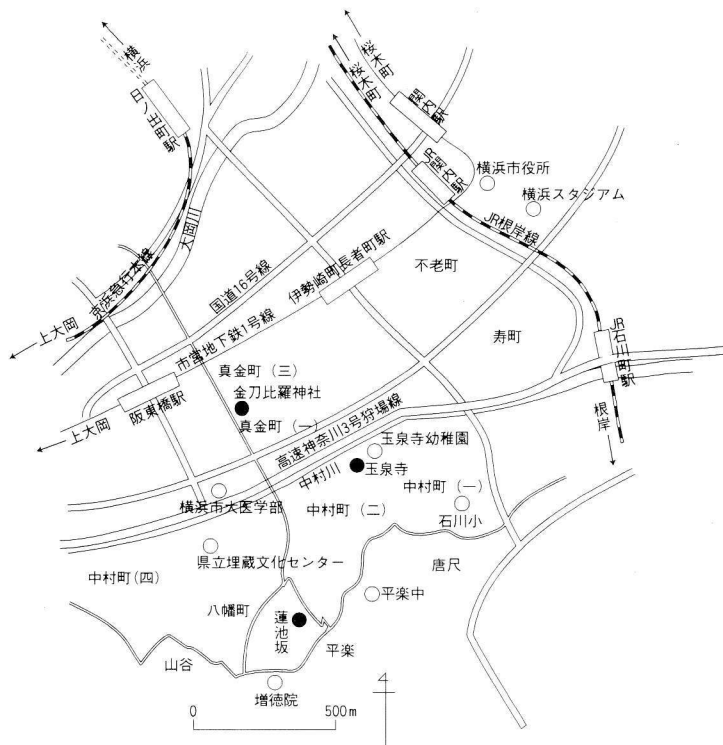 横浜
日ノ出町駅
桜木町
桜木町
関内駅
JR関内駅
横浜市役所
横浜スタジアム
JR根岸線
大岡川
京浜急行本線
国道16号線
伊勢崎町長者町駅
不老町
上大岡
市営地下鉄1号線
寿町
JR石川町駅
真金町(三)
金刀比羅神社
阪東橋駅
真金町(一)
上大岡
高速神奈川3号狩場線
根岸
玉泉寺幼稚園
中村川
玉泉寺
横浜市大医学部
中村町(一)
中村町(二)
石川小
県立埋蔵文化センター
唐尺
中村町(四)
平楽中
八幡町
蓮池坂
平楽
山谷
増徳院
0
500m
4